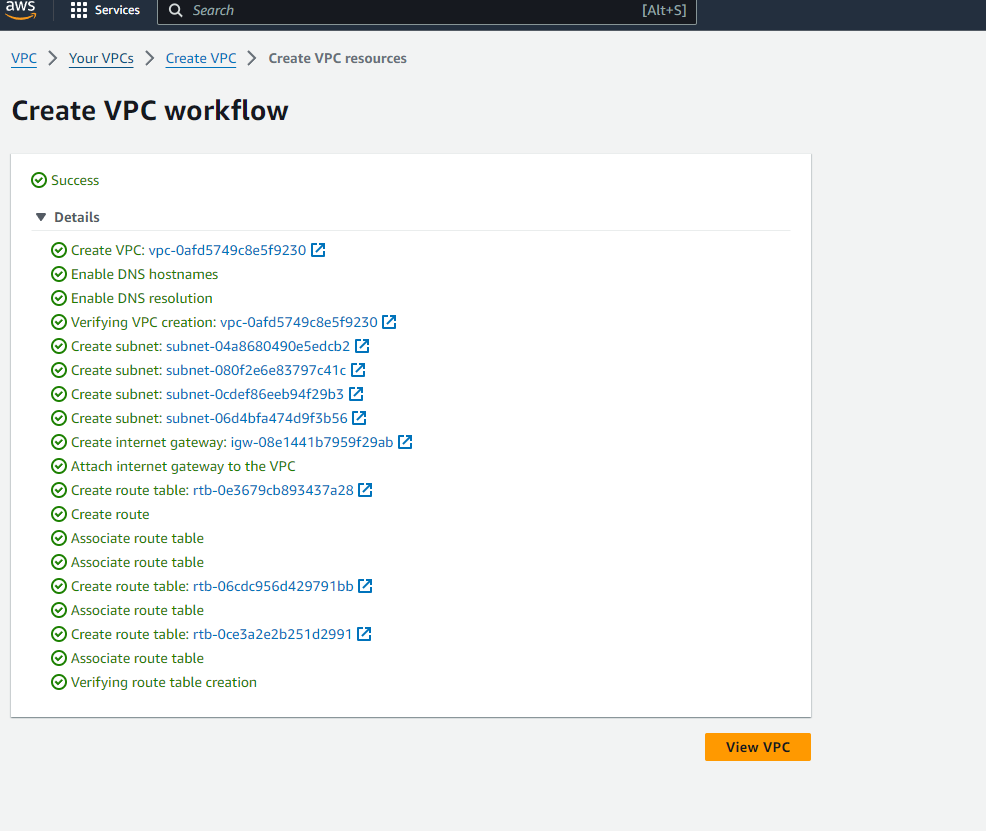 aws
Services
Search [Alt+S]
VPC > Your VPCs > Create VPC > Create VPC resources
Create VPC workflow
Success
Details
Create VPC: vpc-0afd5749c8e5f9230
Enable DNS hostnames
Enable DNS resolution
Verifying VPC creation: vpc-0afd5749c8e5f9230
Create subnet: subnet-04a8680490e5edcb2
Create subnet: subnet-080f2e6e83797c41c
Create subnet: subnet-0cdef86eeb94f29b3
Create subnet: subnet-06d4bfa474d9f3b56
Create internet gateway: igw-08e1441b7959f29ab
Attach internet gateway to the VPC
Create route table: rtb-0e3679cb893437a28
Create route
Associate route table
Associate route table
Create route table: rtb-06cdc956d429791bb
Associate route table
Create route table: rtb-0ce3a2e2b251d2991
Associate route table
Verifying route table creation
View VPC